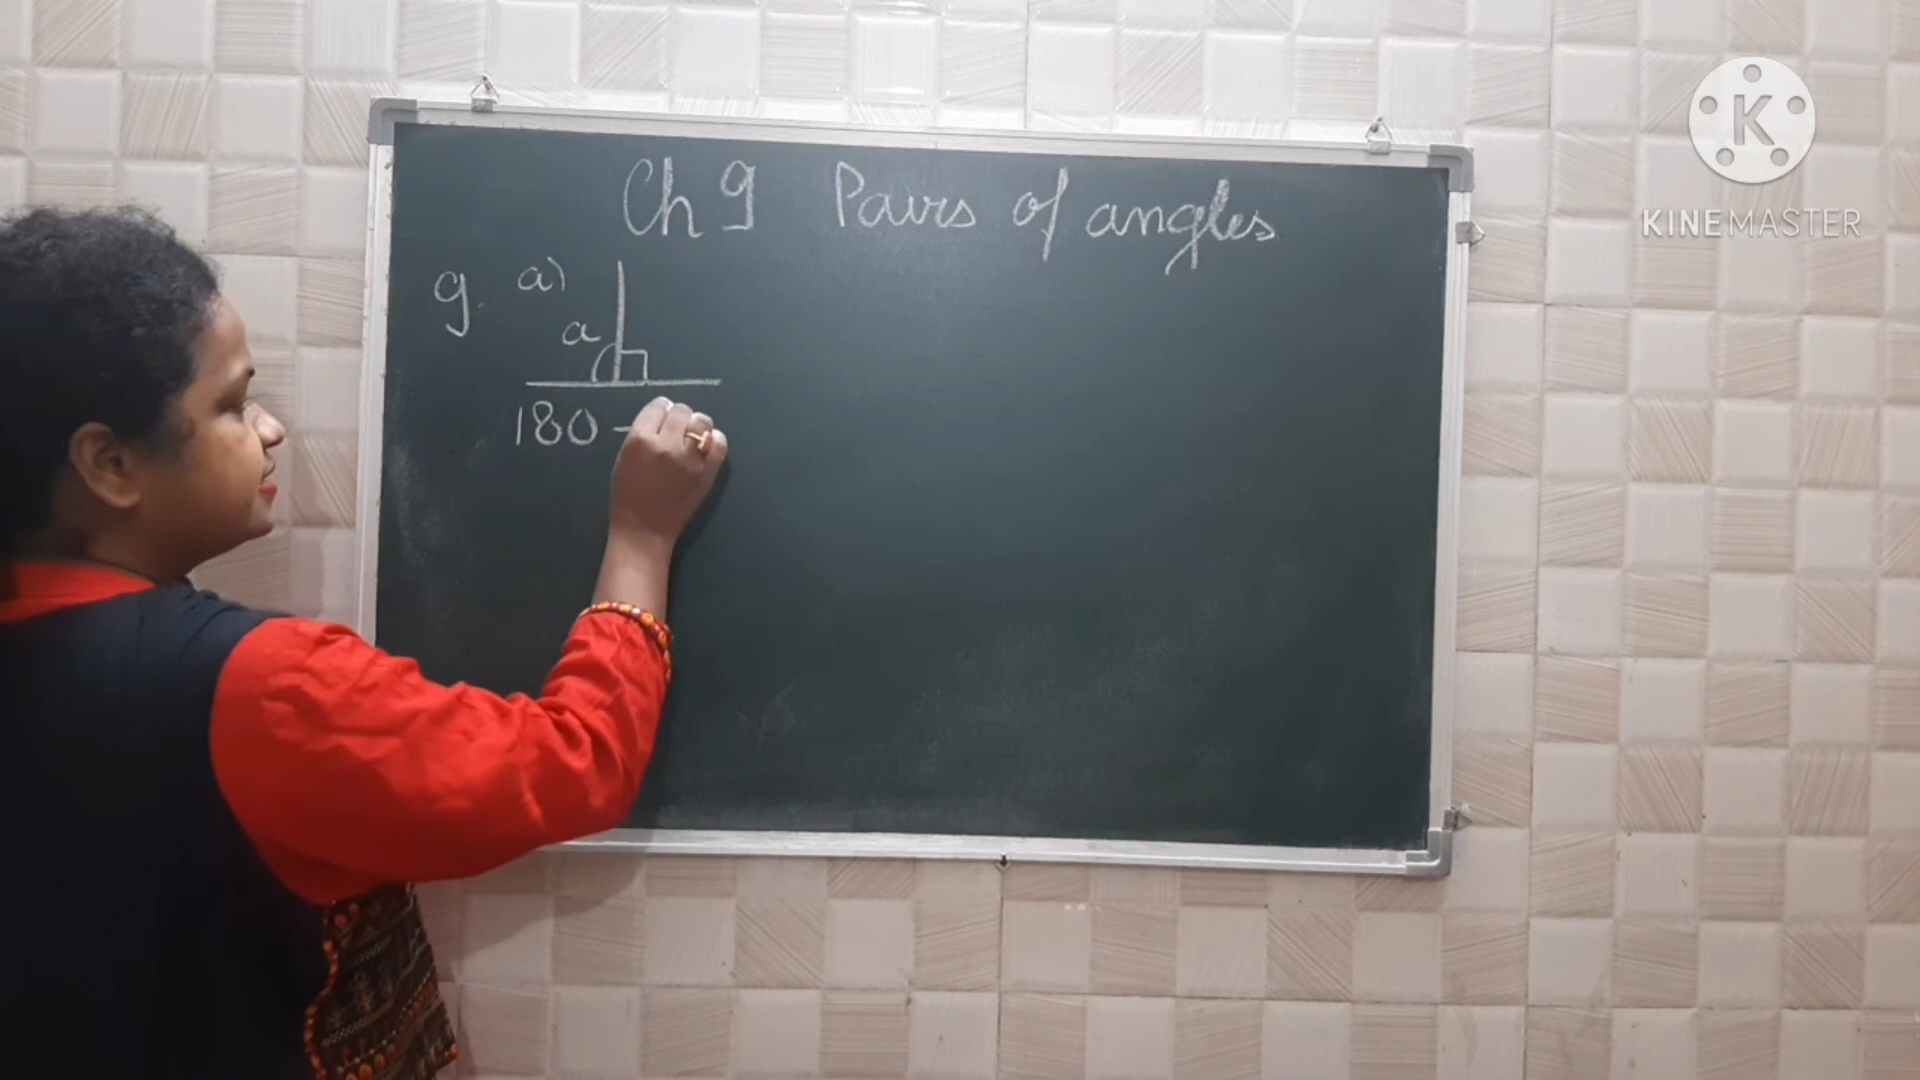 Ch 9 Pairs of angles
9. a)
a
180 -
K
KINEMASTER